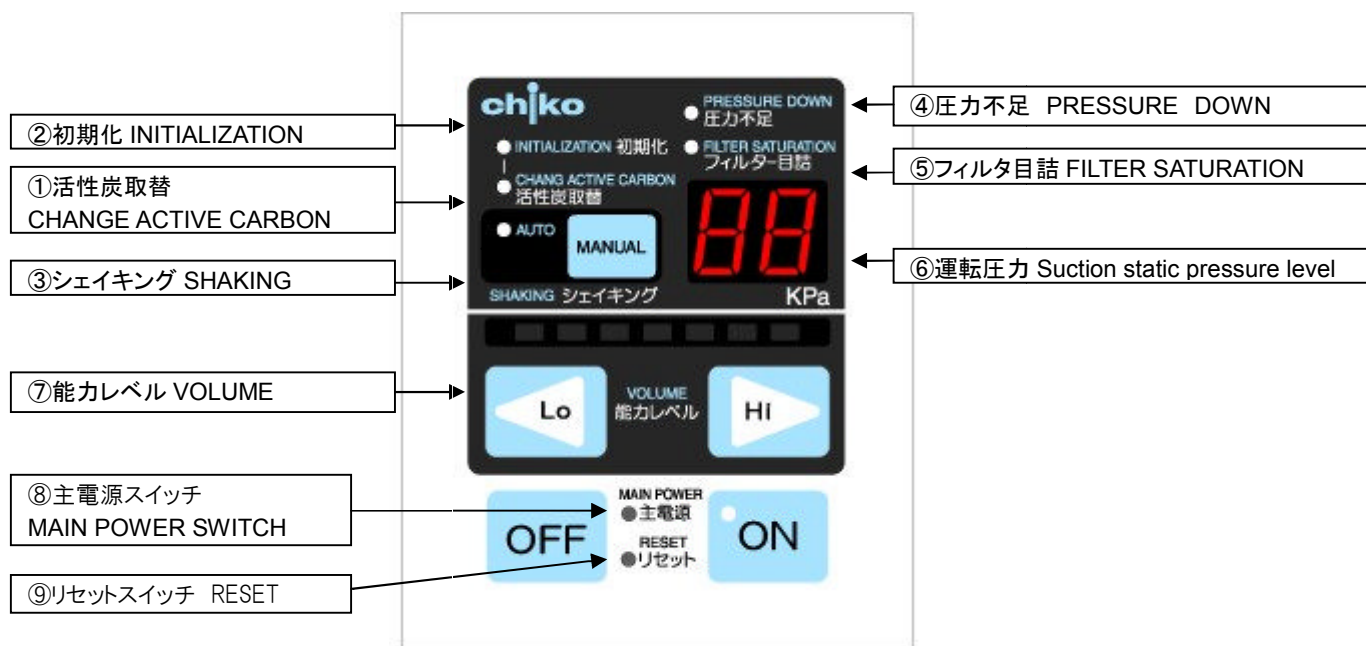 ②初期化 INITIALIZATION
①活性炭取替
CHANGE ACTIVE CARBON
③シェイキング SHAKING
⑦能力レベル VOLUME
⑧主電源スイッチ
MAIN POWER SWITCH
⑨リセットスイッチ RESET
chiko
PRESSURE DOWN
圧力不足
INITIALIZATION 初期化
FILTER SATURATION
フィルター目詰
CHANG ACTIVE CARBON
活性炭取替
AUTO
MANUAL
88
SHAKING シェイキング
KPa
Lo
VOLUME
能力レベル
HI
OFF
MAIN POWER
主電源
RESET
リセット
ON
④圧力不足 PRESSURE DOWN
⑤フィルタ目詰 FILTER SATURATION
⑥運転圧力 Suction static pressure level